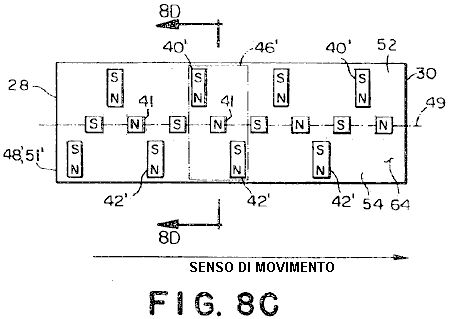 8D
40' 46' 40' 52
30
S S S S
28 N N N N
41 41 49
S N S N S N S N
S S S S
48', 51' N N N N
42' 42' 42' 54 64
8D
SENSO DI MOVIMENTO
FIG. 8C